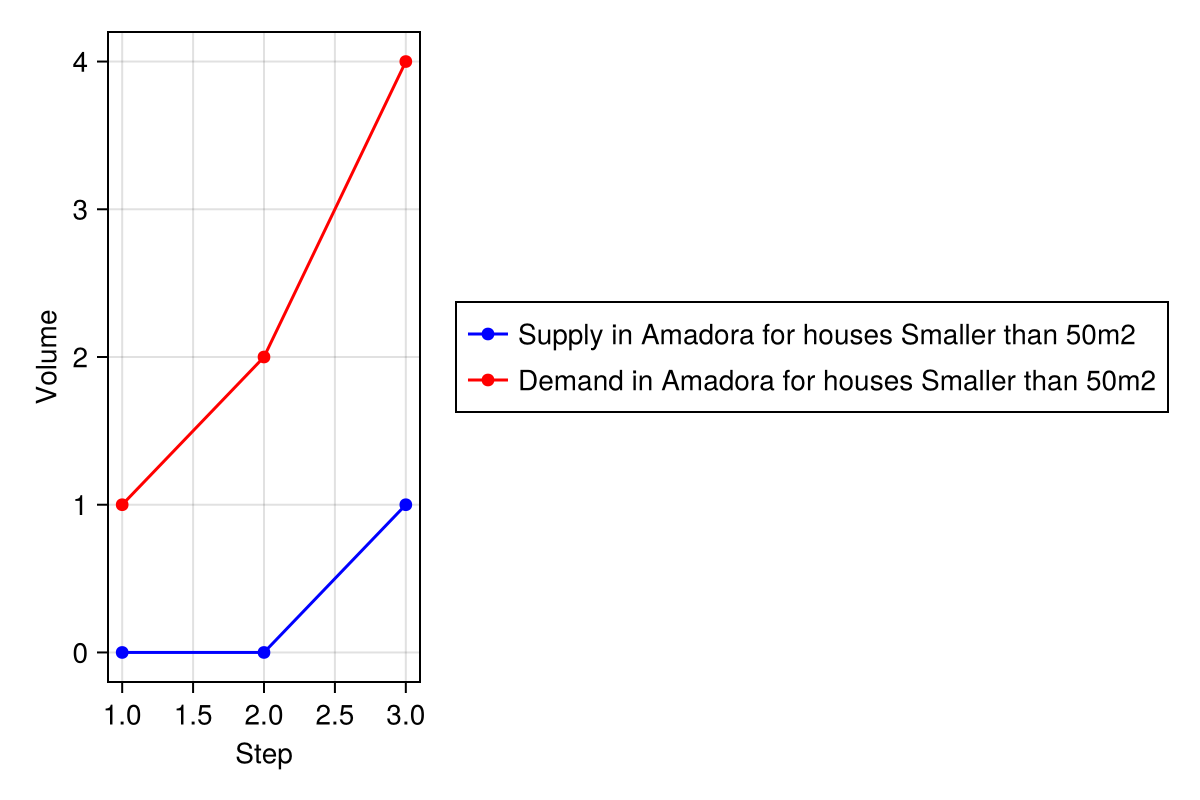 4
3
2
1
0
Volume
1.0 1.5 2.0 2.5 3.0
Step
Supply in Amadora for houses Smaller than 50m2
Demand in Amadora for houses Smaller than 50m2